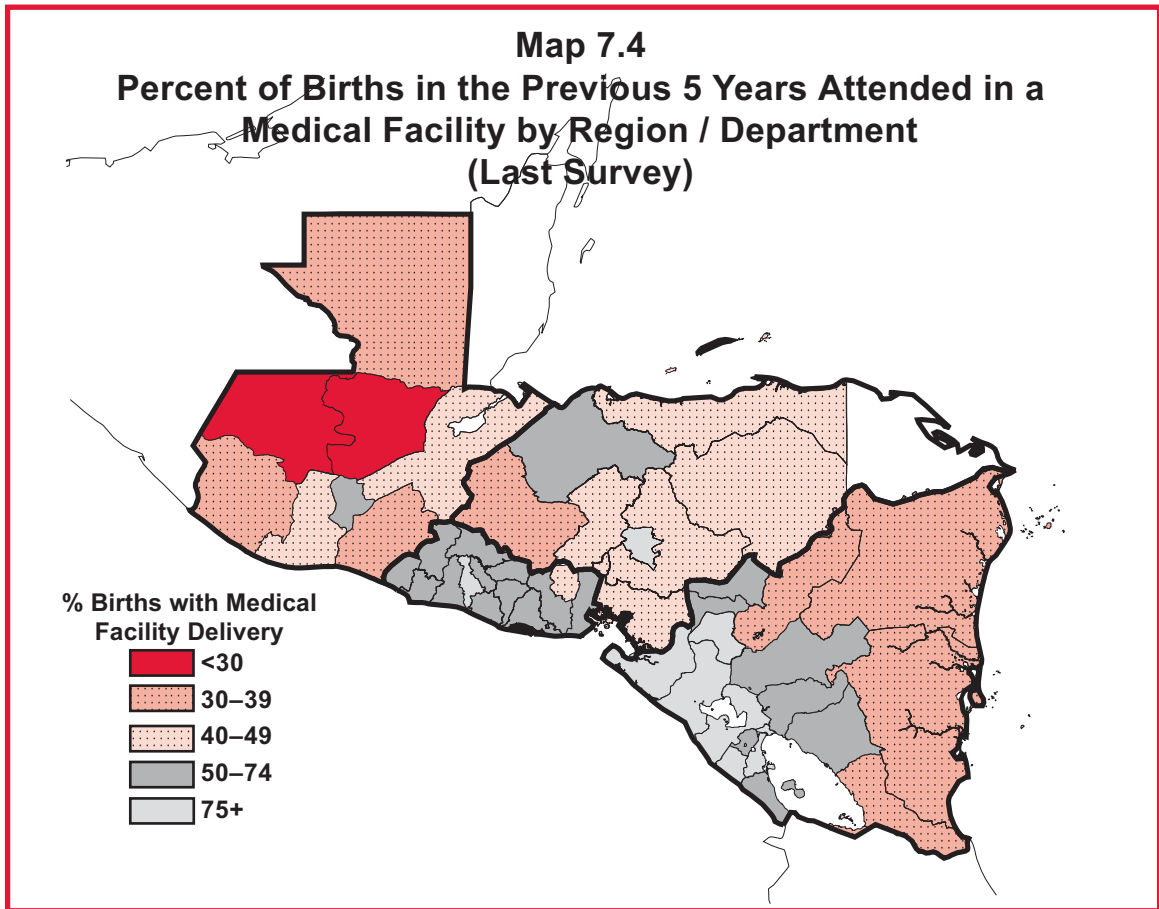 Map 7.4
Percent of Births in the Previous 5 Years Attended in a
Medical Facility by Region / Department
(Last Survey)
% Births with Medical
Facility Delivery
<30
30–39
40–49
50–74
75+